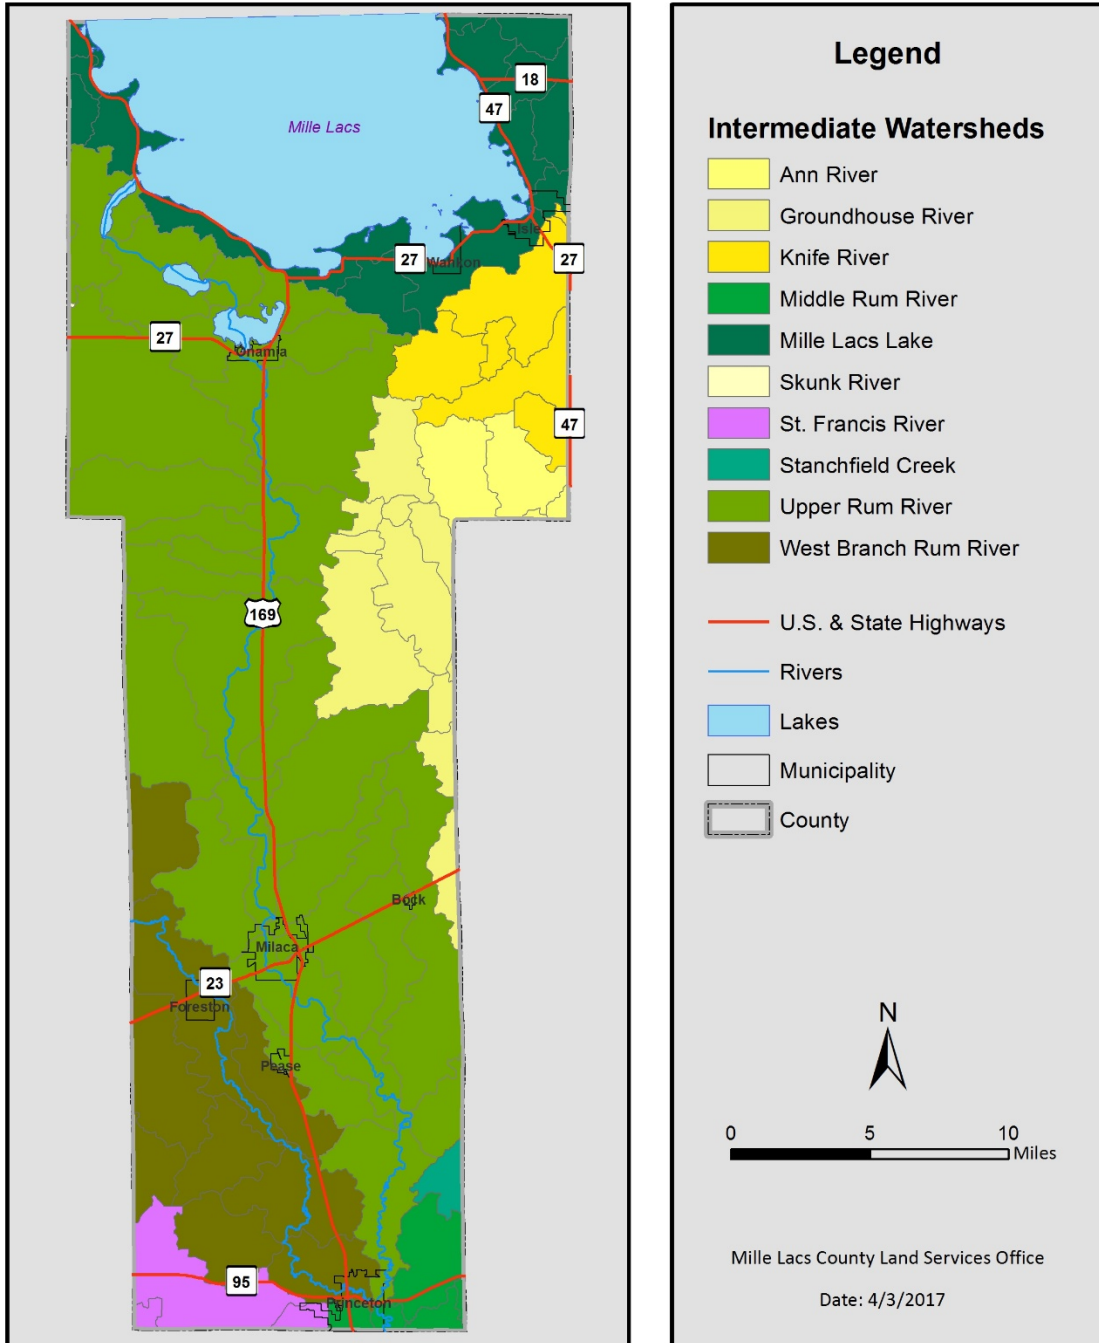 18
47
Mille Lacs
Isle
27
Wahkon
27
27
Onamia
47
169
Bock
Milaca
23
Foreston
Pease
95
Princeton
Legend
Intermediate Watersheds
Ann River
Groundhouse River
Knife River
Middle Rum River
Mille Lacs Lake
Skunk River
St. Francis River
Stanchfield Creek
Upper Rum River
West Branch Rum River
U.S. & State Highways
Rivers
Lakes
Municipality
County
N
0 5 10
Miles
Mille Lacs County Land Services Office
Date: 4/3/2017